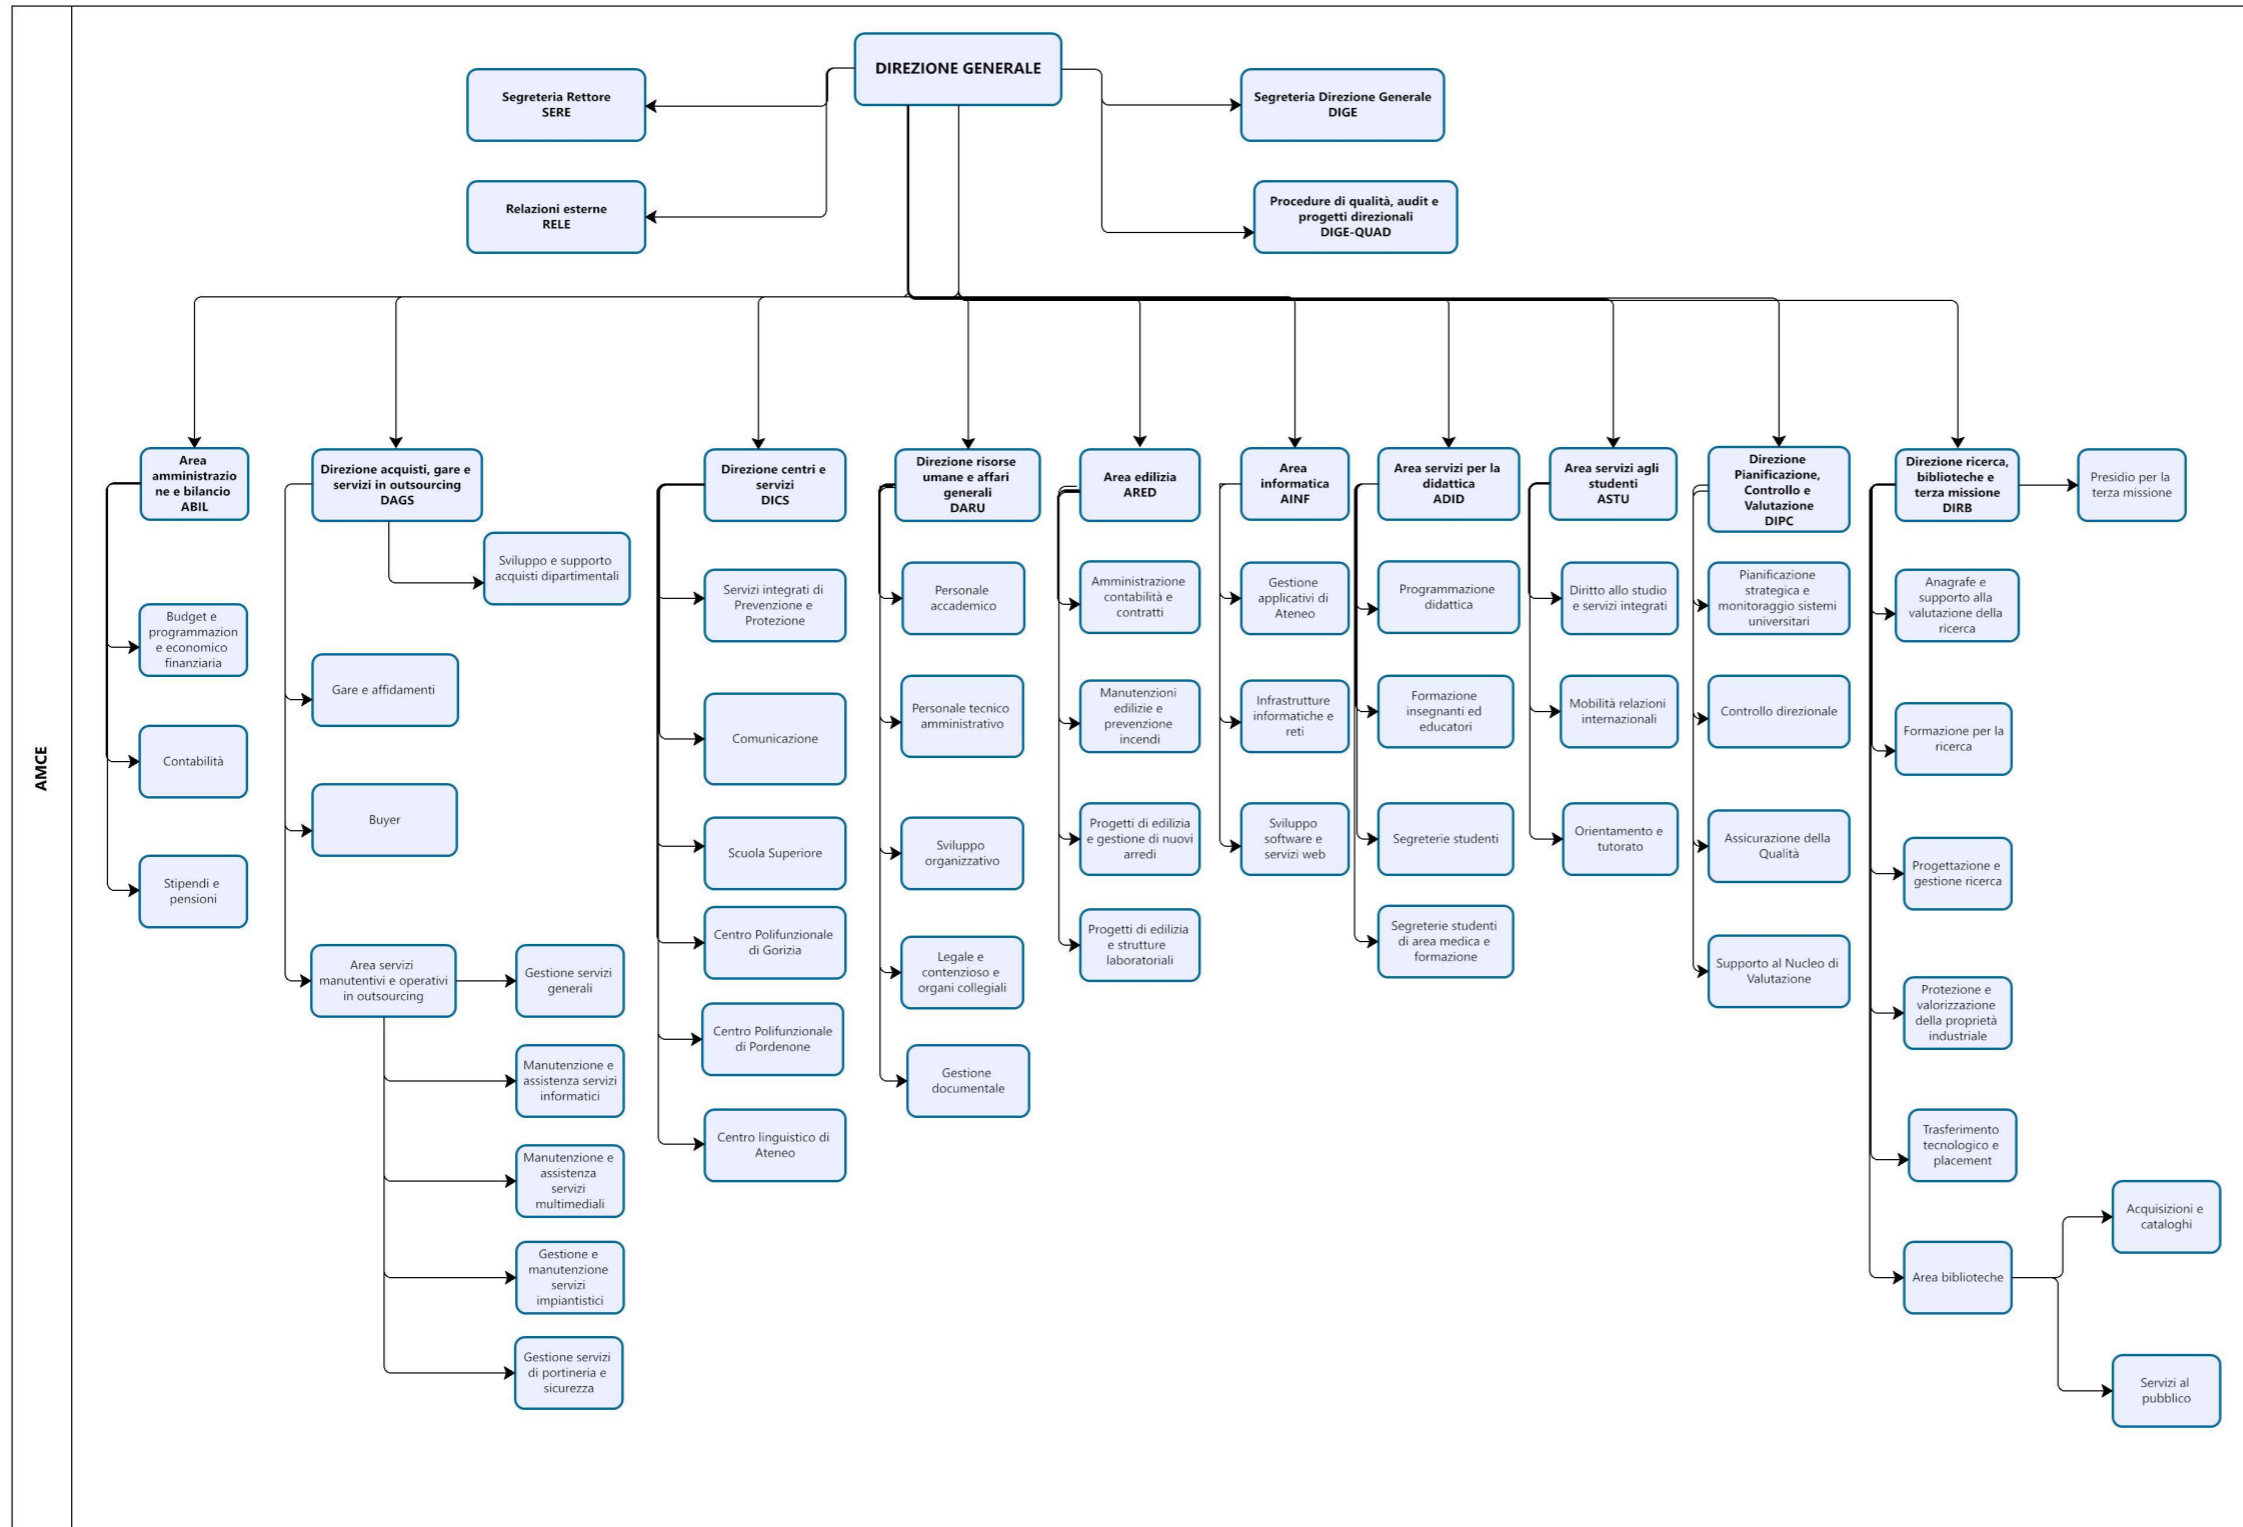 AMCE
DIREZIONE GENERALE
Segreteria Rettore
SERE
Segreteria Direzione Generale
DIGE
Relazioni esterne
RELE
Procedure di qualità, audit e
progetti direzionali
DIGE-QUAD
Area
amministrazio
ne e bilancio
ABIL
Budget e
programmazion
e economico
finanziaria
Contabilità
Stipendi e
pensioni
Direzione acquisti, gare e
servizi in outsourcing
DAGS
Sviluppo e supporto
acquisti dipartimentali
Gare e affidamenti
Buyer
Area servizi
manutentivi e operativi
in outsourcing
Gestione servizi
generali
Manutenzione e
assistenza servizi
informatici
Manutenzione e
assistenza
servizi
multimediali
Gestione e
manutenzione
servizi
impiantistici
Gestione servizi
di portineria e
sicurezza
Direzione centri e
servizi
DICS
Servizi integrati di
Prevenzione e
Protezione
Comunicazione
Scuola Superiore
Centro Polifunzionale
di Gorizia
Centro Polifunzionale
di Pordenone
Centro linguistico di
Ateneo
Direzione risorse
umane e affari
generali
DARU
Personale
accademico
Personale tecnico
amministrativo
Sviluppo
organizzativo
Legale e
contenzioso e
organi collegiali
Gestione
documentale
Area edilizia
ARED
Amministrazione
contabilità e
contratti
Manutenzioni
edilizie e
prevenzione
incendi
Progetti di edilizia
e gestione di nuovi
arredi
Progetti di edilizia
e strutture
laboratoriali
Area
informatica
AINF
Gestione
applicativi di
Ateneo
Infrastrutture
informatiche e
reti
Sviluppo
software e
servizi web
Area servizi per la
didattica
ADID
Programmazione
didattica
Formazione
insegnanti ed
educatori
Segreterie studenti
Segreterie studenti
di area medica e
formazione
Area servizi agli
studenti
ASTU
Diritto allo studio
e servizi integrati
Mobilità relazioni
internazionali
Orientamento e
tutorato
Direzione
Pianificazione,
Controllo e
Valutazione
DIPC
Pianificazione
strategica e
monitoraggio sistemi
universitari
Controllo direzionale
Assicurazione della
Qualità
Supporto al Nucleo di
Valutazione
Direzione ricerca,
biblioteche e
terza missione
DIRB
Presidio per la
terza missione
Anagrafe e
supporto alla
valutazione della
ricerca
Formazione per la
ricerca
Progettazione e
gestione ricerca
Protezione e
valorizzazione
della proprietà
industriale
Trasferimento
tecnologico e
placement
Area biblioteche
Acquisizioni e
cataloghi
Servizi al
pubblico